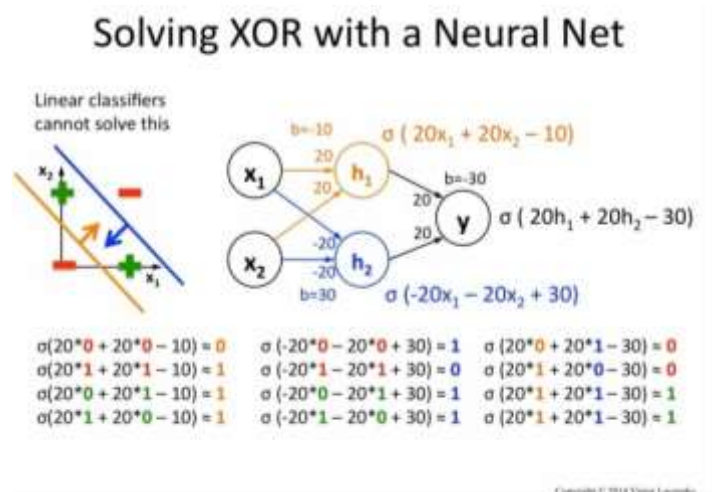 Solving XOR with a Neural Net
Linear classifiers
cannot solve this
x₂
x₁
b=-10
20
20
x₁
h₁
σ ( 20x₁ + 20x₂ − 10)
b=-30
20
20
y
σ ( 20h₁ + 20h₂ − 30)
x₂
-20
-20
h₂
b=30
σ (-20x₁ − 20x₂ + 30)
σ(20*0 + 20*0 − 10) ≈ 0
σ(20*1 + 20*1 − 10) ≈ 1
σ(20*0 + 20*1 − 10) ≈ 1
σ(20*1 + 20*0 − 10) ≈ 1
σ (-20*0 − 20*0 + 30) ≈ 1
σ (-20*1 − 20*1 + 30) ≈ 0
σ (-20*0 − 20*1 + 30) ≈ 1
σ (-20*1 − 20*0 + 30) ≈ 1
σ (20*0 + 20*1 − 30) ≈ 0
σ (20*1 + 20*0 − 30) ≈ 0
σ (20*1 + 20*1 − 30) ≈ 1
σ (20*1 + 20*1 − 30) ≈ 1